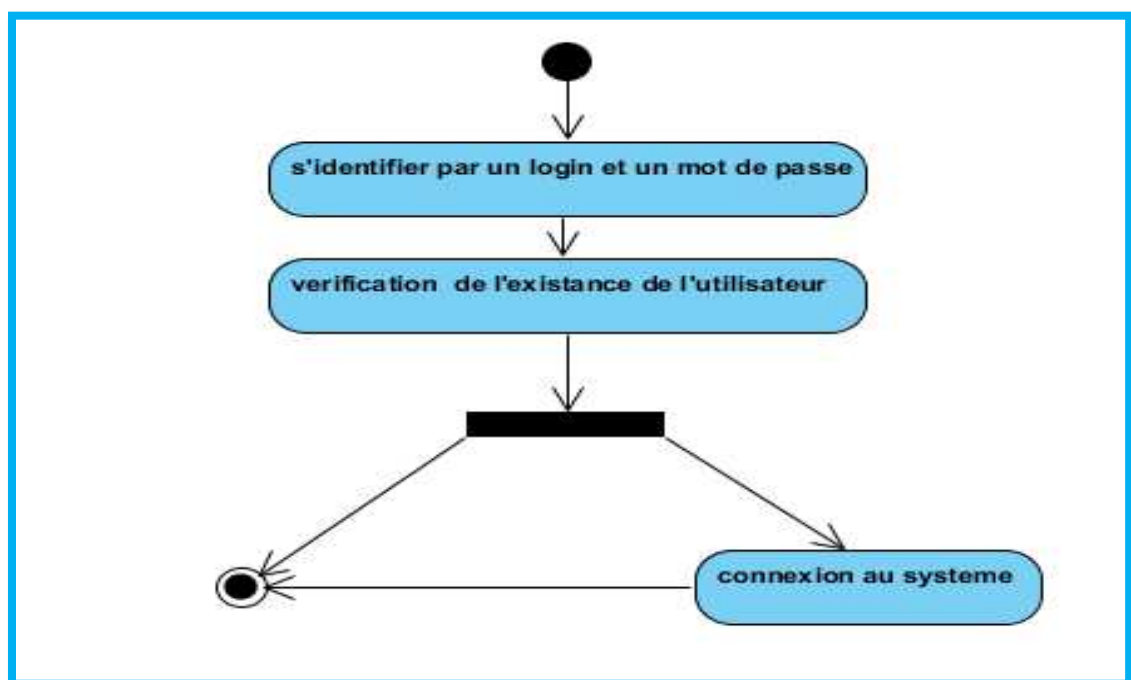 s'identifier par un login et un mot de passe
verification de l'existance de l'utilisateur
connexion au systeme